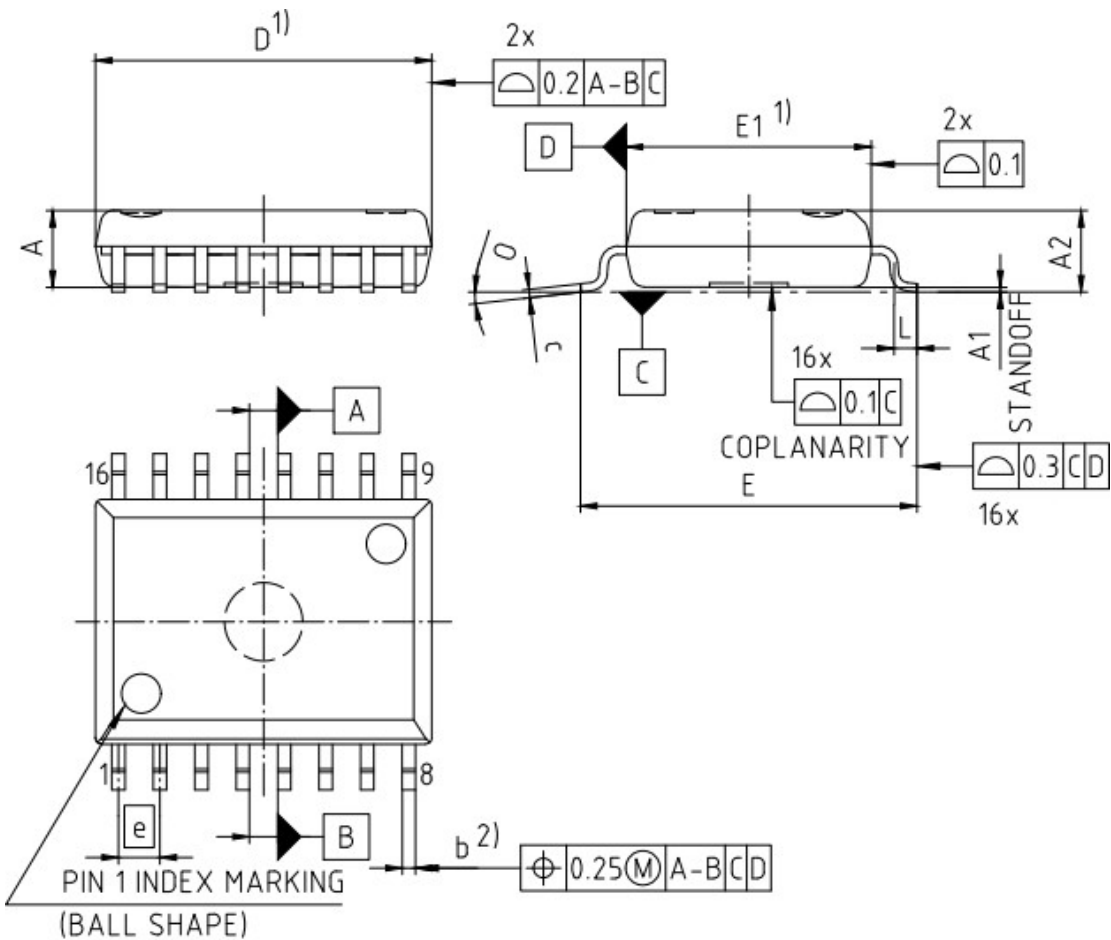 D 1)
2x
0.2 A-B C
D
E1 1)
2x
0.1
A
O
A2
C
16x
0.1 C
COPLANARITY
L
A1
STANDOFF
0.3 C D
16x
E
A
16
9
1
8
e
B
b 2)
0.25 M A-B C D
PIN 1 INDEX MARKING
(BALL SHAPE)